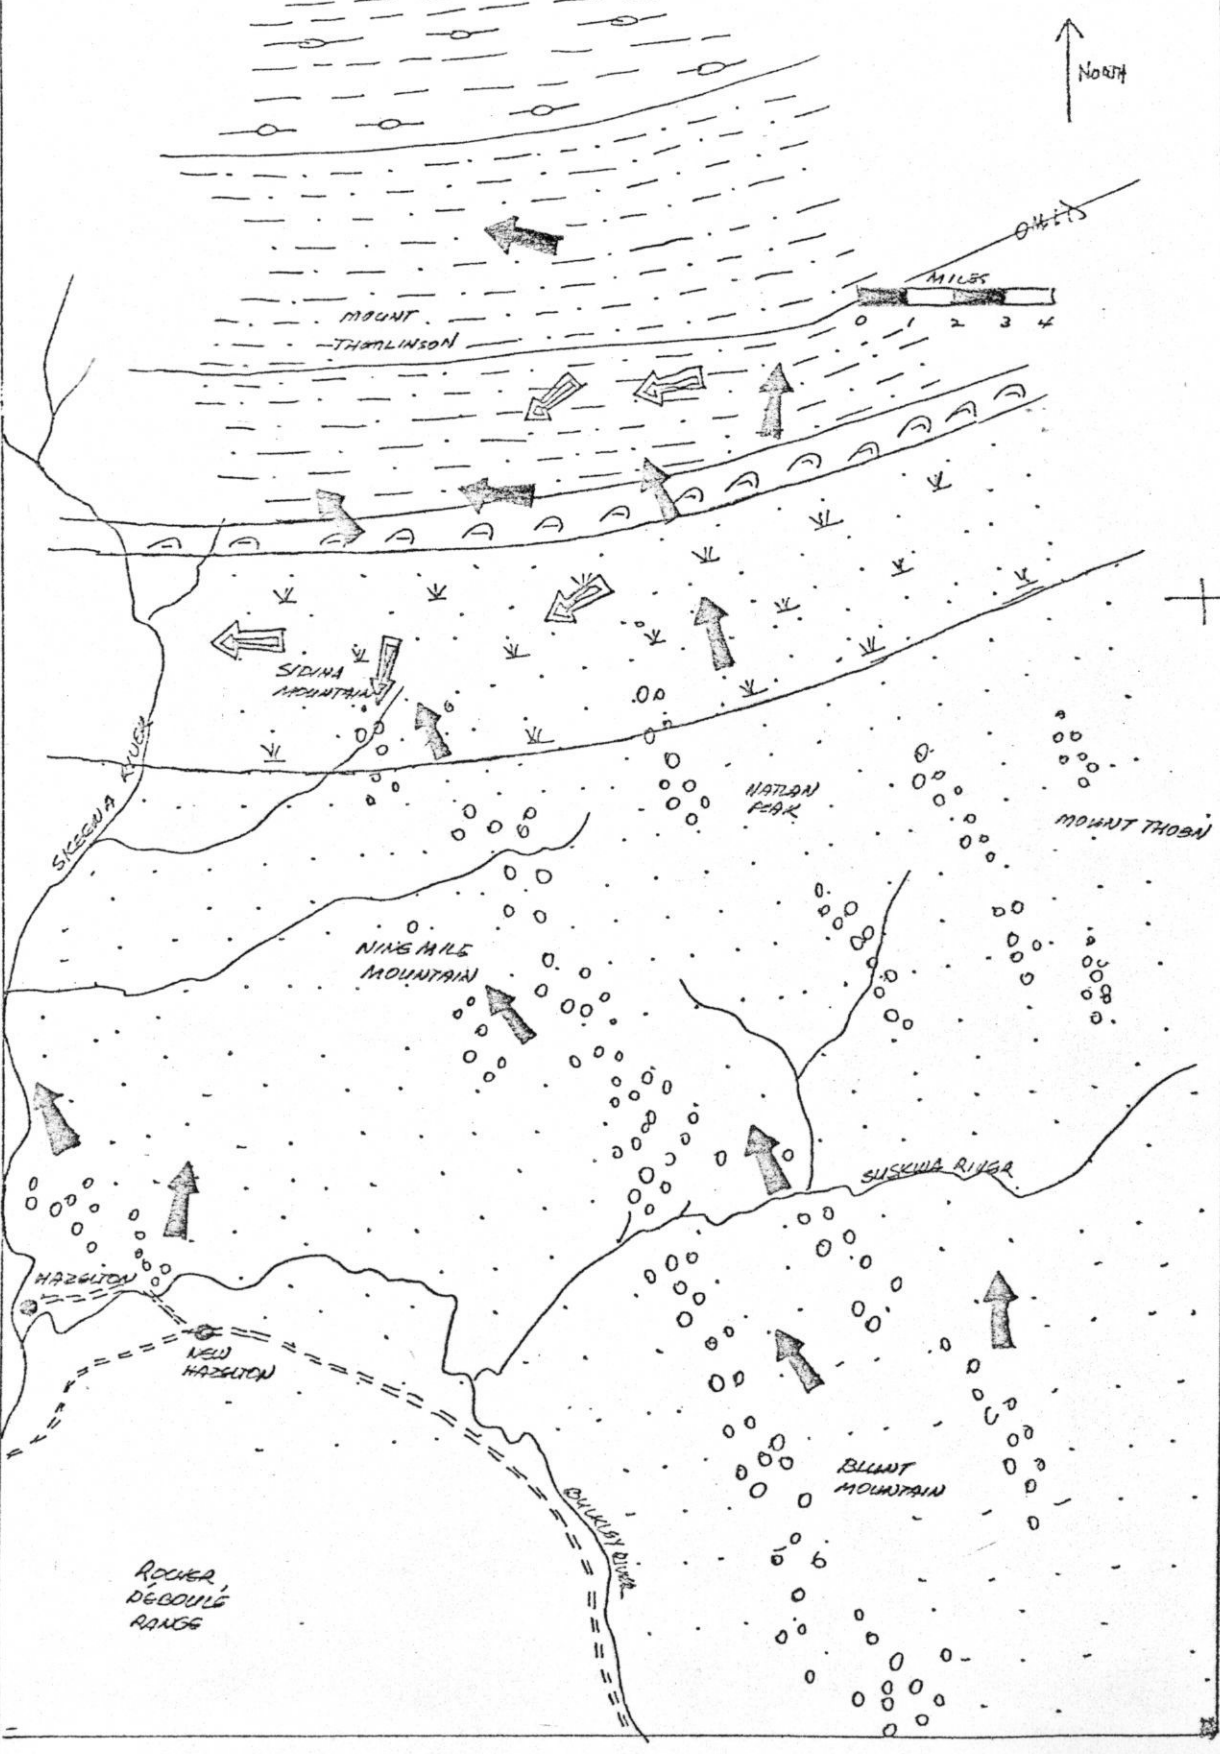 NORTH
OMIT
MILES
0 1 2 3 4
MOUNT
THOMLINSON
SIDINA
MOUNTAIN
SKEENA RIVER
NATLAN
PEAK
MOUNT THOEN
NINE MILE
MOUNTAIN
SUSKWA RIVER
HAZELTON
NEW
HAZELTON
BLUNT
MOUNTAIN
BULKLEY RIVER
ROCHER
DÉBOULÉ
RANGE